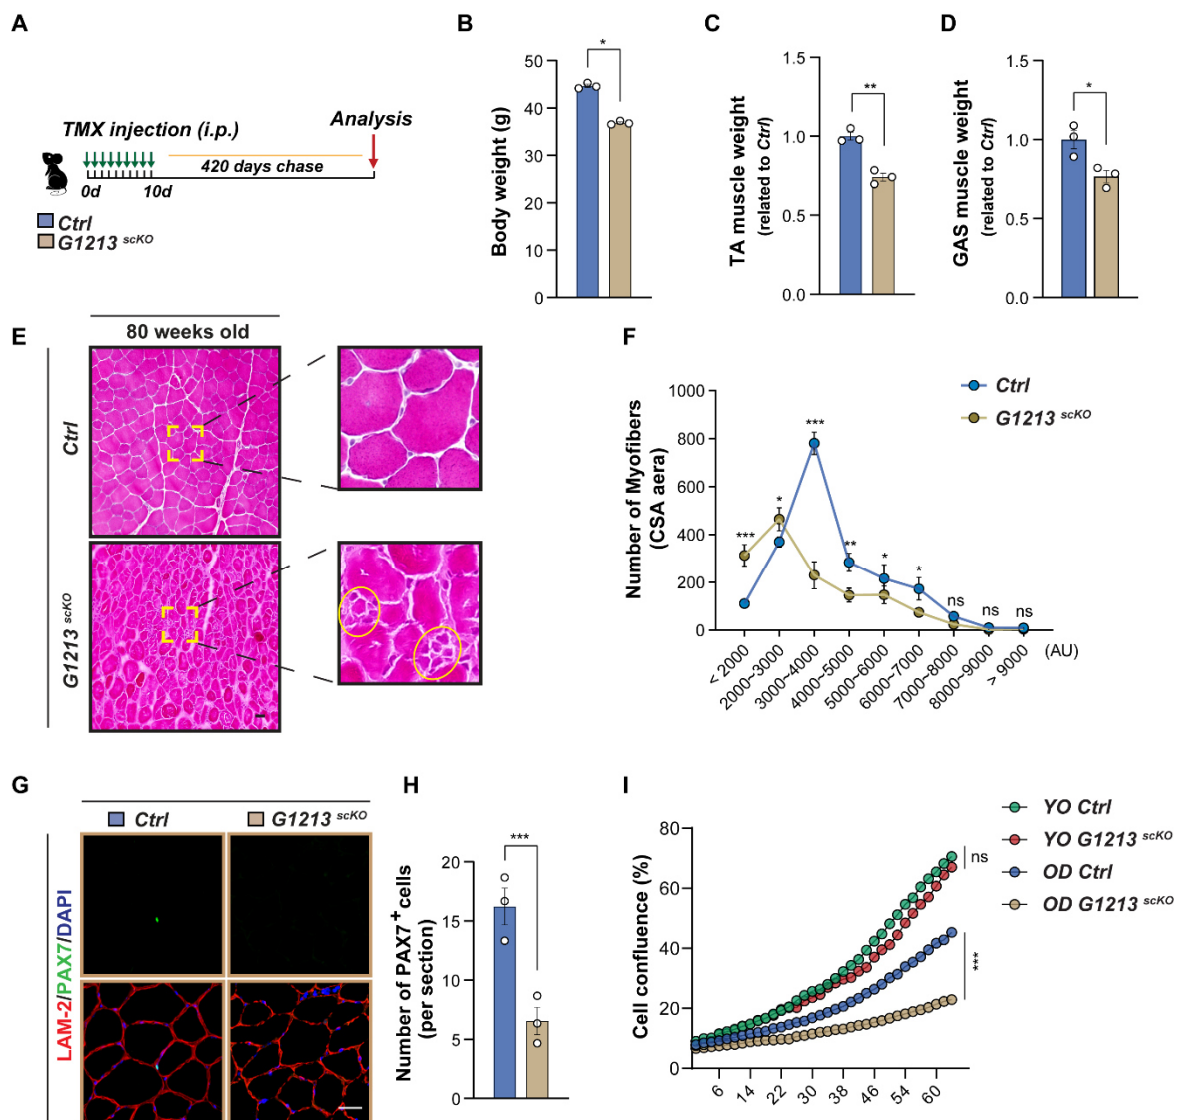 A
TMX injection (i.p.)
Analysis
420 days chase
0d
10d
Ctrl
G1213 scKO
B
*
Body weight (g)
50
40
30
20
10
0
C
**
TA muscle weight
(related to Ctrl)
1.5
1.0
0.5
0.0
D
*
GAS muscle weight
(related to Ctrl)
1.5
1.0
0.5
0.0
E
80 weeks old
Ctrl
G1213 scKO
F
Ctrl
G1213 scKO
Number of Myofibers
(CSA aera)
1000
800
600
400
200
0
***
*
***
**
*
*
ns
ns
ns
< 2000
2000~3000
3000~4000
4000~5000
5000~6000
6000~7000
7000~8000
8000~9000
> 9000
(AU)
G
Ctrl
G1213 scKO
LAM-2/PAX7/DAPI
H
***
Number of PAX7+ cells
(per section)
20
15
10
5
0
I
YO Ctrl
YO G1213 scKO
OD Ctrl
OD G1213 scKO
Cell confluence (%)
80
60
40
20
0
ns
***
6
14
22
30
38
46
54
60